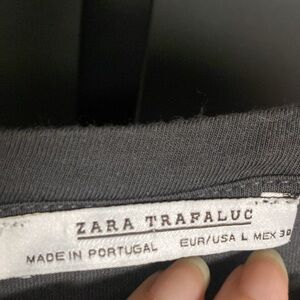 ZARA TRAFALUC
MADE IN PORTUGAL EUR/USA L MEX 30